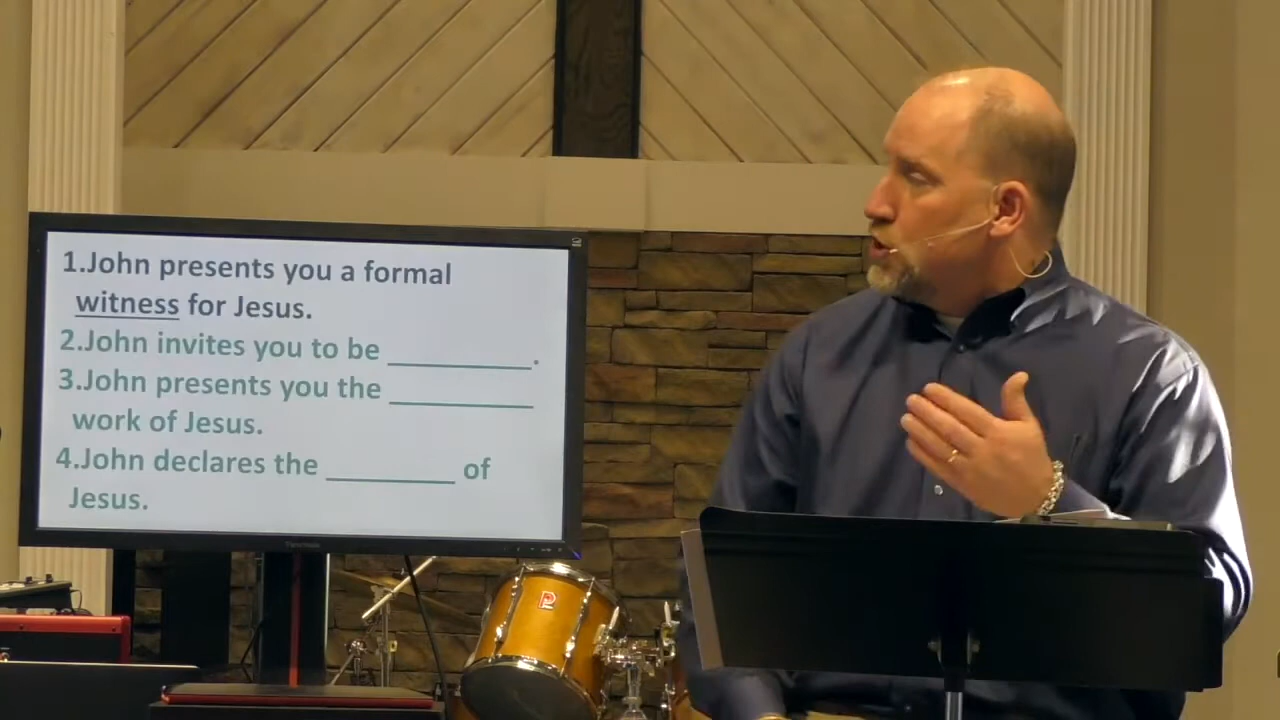 1.John presents you a formal
witness for Jesus.
2.John invites you to be __________.
3.John presents you the __________
work of Jesus.
4.John declares the _________ of
Jesus.
P